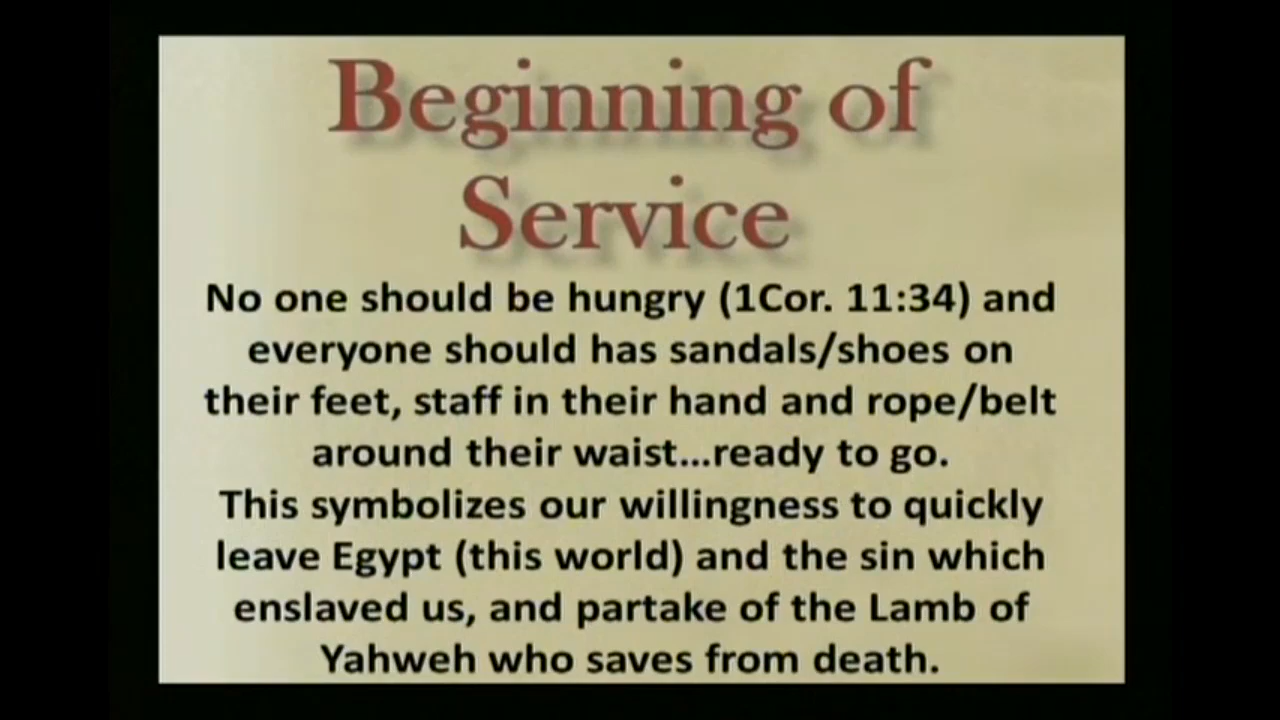 Beginning of
Service
No one should be hungry (1Cor. 11:34) and
everyone should has sandals/shoes on
their feet, staff in their hand and rope/belt
around their waist...ready to go.
This symbolizes our willingness to quickly
leave Egypt (this world) and the sin which
enslaved us, and partake of the Lamb of
Yahweh who saves from death.